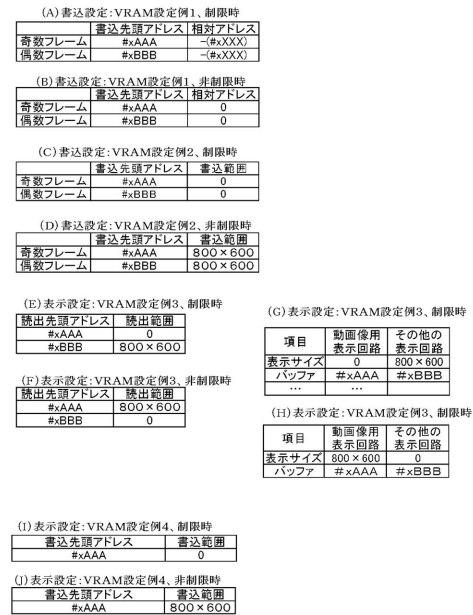 (A)書込設定:VRAM設定例1、制限時
書込先頭アドレス 相対アドレス
奇数フレーム #xAAA −(#xXXX)
偶数フレーム #xBBB −(#xXXX)
(B)書込設定:VRAM設定例1、非制限時
書込先頭アドレス 相対アドレス
奇数フレーム #xAAA 0
偶数フレーム #xBBB 0
(C)書込設定:VRAM設定例2、制限時
書込先頭アドレス 書込範囲
奇数フレーム #xAAA 0
偶数フレーム #xBBB 0
(D)書込設定:VRAM設定例2、非制限時
書込先頭アドレス 書込範囲
奇数フレーム #xAAA 800×600
偶数フレーム #xBBB 800×600
(E)表示設定:VRAM設定例3、制限時
読出先頭アドレス 読出範囲
#xAAA 0
#xBBB 800×600
(F)表示設定:VRAM設定例3、非制限時
読出先頭アドレス 読出範囲
#xAAA 800×600
#xBBB 0
(G)表示設定:VRAM設定例3、制限時
項目 動画像用 その他の
表示回路 表示回路
表示サイズ 0 800×600
バッファ #xAAA #xBBB
… …
(H)表示設定:VRAM設定例3、制限時
項目 動画像用 その他の
表示回路 表示回路
表示サイズ 800×600 0
バッファ #xAAA #xBBB
(I)表示設定:VRAM設定例4、制限時
書込先頭アドレス 書込範囲
#xAAA 0
(J)表示設定:VRAM設定例4、非制限時
書込先頭アドレス 書込範囲
#xAAA 800×600